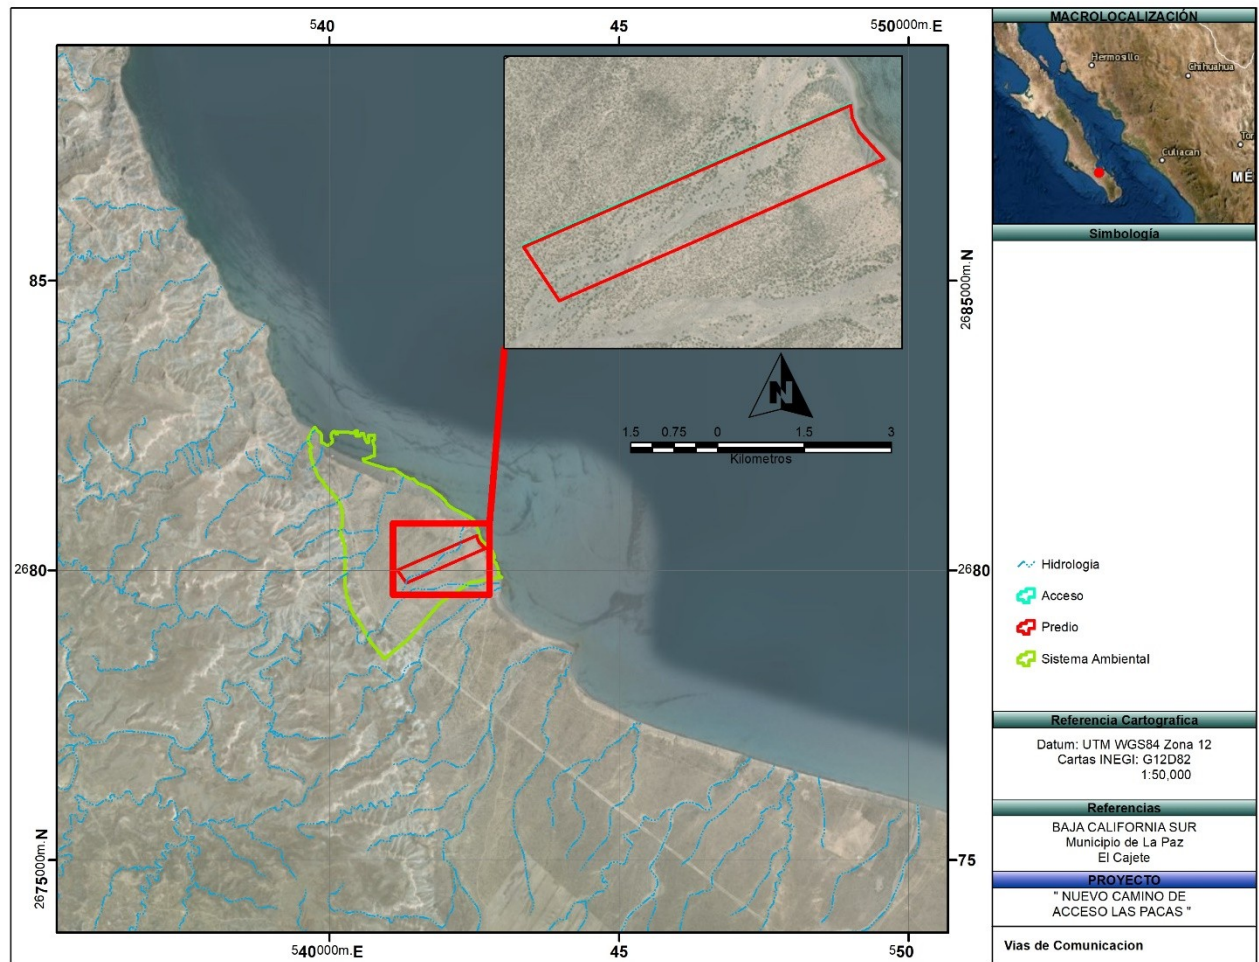 540
45
550000m.E
85
2680
2675000m.N
2685000m.N
2680
75
540000m.E
45
550
N
1.5 0.75 0 1.5 3
Kilometros
MACROLOCALIZACIÓN
Hermosillo
Chihuahua
Culiacan
Tor
MÉ
Simbología
Hidrologia
Acceso
Predio
Sistema Ambiental
Referencia Cartografica
Datum: UTM WGS84 Zona 12
Cartas INEGI: G12D82
1:50,000
Referencias
BAJA CALIFORNIA SUR
Municipio de La Paz
El Cajete
PROYECTO
" NUEVO CAMINO DE
ACCESO LAS PACAS "
Vias de Comunicacion